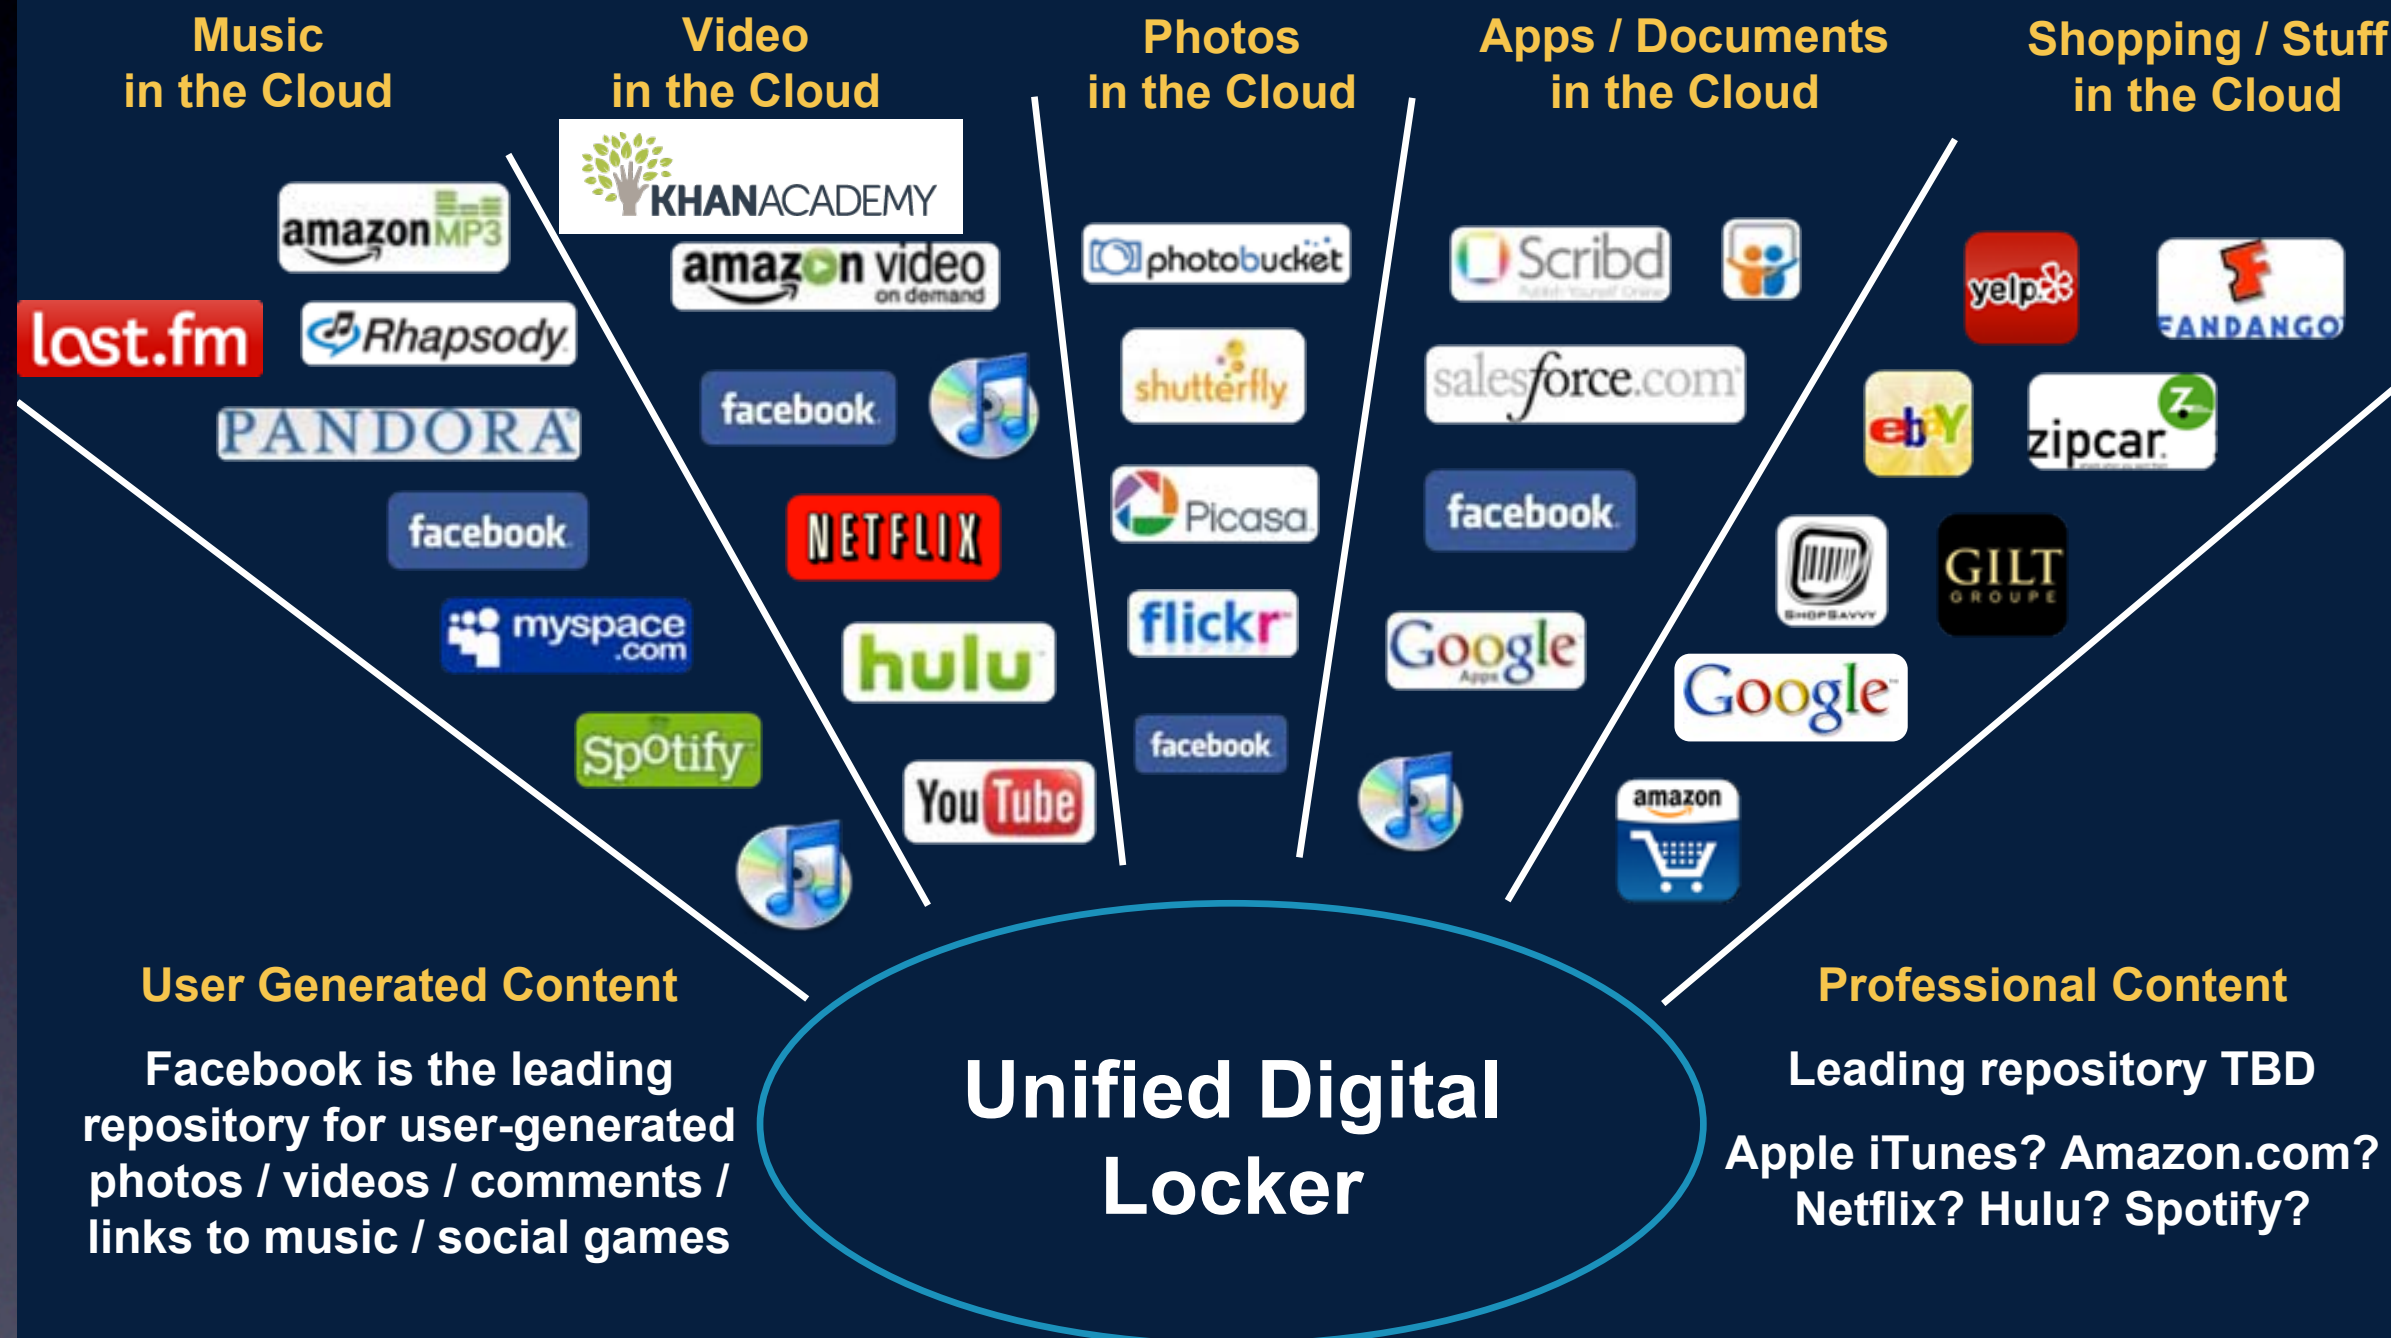 Music
in the Cloud
Video
in the Cloud
Photos
in the Cloud
Apps / Documents
in the Cloud
Shopping / Stuff
in the Cloud
amazonMP3
last.fm
Rhapsody
PANDORA
facebook
myspace
.com
Spotify
KHANACADEMY
amazon video
on demand
facebook
NETFLIX
hulu
YouTube
photobucket
shutterfly
Picasa
flickr
facebook
Scribd
salesforce.com
facebook
Google
Apps
yelp
FANDANGO
ebaY
zipcar
SHOPSAVVY
GILT
GROUPE
Google
amazon
User Generated Content
Facebook is the leading
repository for user-generated
photos / videos / comments /
links to music / social games
Unified Digital
Locker
Professional Content
Leading repository TBD
Apple iTunes? Amazon.com?
Netflix? Hulu? Spotify?